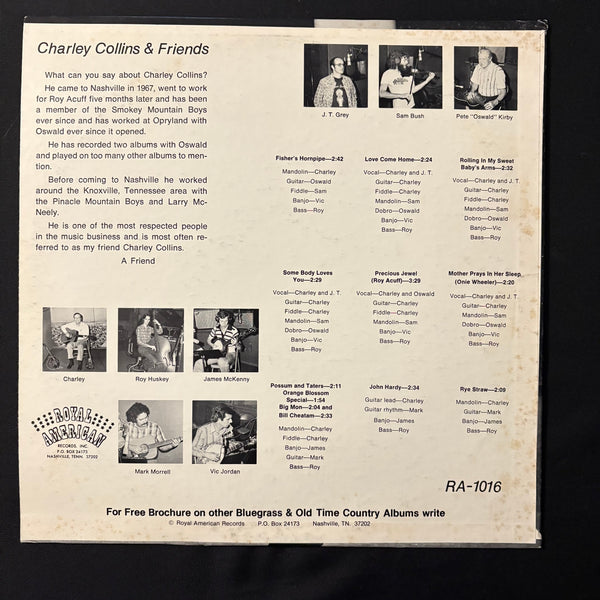 Charley Collins & Friends
What can you say about Charley Collins?
He came to Nashville in 1967, went to work
for Roy Acuff five months later and has been
a member of the Smokey Mountain Boys
ever since and has worked at Opryland with
Oswald ever since it opened.
He has recorded two albums with Oswald
and played on too many other albums to men-
tion.
Before coming to Nashville he worked
around the Knoxville, Tennessee area with
the Pinacle Mountain Boys and Larry Mc-
Neely.
He is one of the most respected people
in the music business and is most often re-
ferred to as my friend Charley Collins.
A Friend
J. T. Grey
Sam Bush
Pete "Oswald" Kirby
Fisher's Hornpipe—2:42
Mandolin—Charley
Guitar—Oswald
Fiddle—Sam
Banjo—Vic
Bass—Roy
Love Come Home—2:24
Vocal—Charley and J. T.
Guitar—Charley
Fiddle—Charley
Mandolin—Sam
Dobro—Oswald
Banjo—Vic
Bass—Roy
Rolling In My Sweet
Baby's Arms—2:32
Vocal—Charley and J. T.
Guitar—Charley
Fiddle—Charley
Mandolin—Sam
Dobro—Oswald
Banjo—Vic
Bass—Roy
Some Body Loves
You—2:29
Vocal—Charley and J. T.
Guitar—Charley
Fiddle—Charley
Mandolin—Sam
Dobro—Oswald
Banjo—Vic
Bass—Roy
Precious Jewel
(Roy Acuff)—3:29
Vocal—Charley and Oswald
Guitar—Charley
Fiddle—Charley
Mandolin—Sam
Banjo—Vic
Bass—Roy
Mother Prays In Her Sleep
(Onie Wheeler)—2:20
Vocal—Charley and J. T.
Guitar—Charley
Fiddle—Charley
Mandolin—Sam
Dobro—Oswald
Banjo—Vic
Bass—Roy
Charley
Roy Huskey
James McKenny
Possum and Taters—2:11
Orange Blossom
Special—1:54
Big Mon—2:04 and
Bill Cheatam—2:33
Mandolin—Charley
Fiddle—Charley
Banjo—James
Guitar—Mark
Bass—Roy
John Hardy—2:34
Guitar lead—Charley
Guitar rhythm—Mark
Banjo—James
Bass—Roy
Rye Straw—2:09
Mandolin—Charley
Guitar—Mark
Banjo—James
Bass—Roy
ROYAL
AMERICAN
RECORDS, INC.
P.O. BOX 24173
NASHVILLE, TENN. 37202
Mark Morrell
Vic Jordan
RA-1016
For Free Brochure on other Bluegrass & Old Time Country Albums write
© Royal American Records P.O. Box 24173 Nashville, TN. 37202